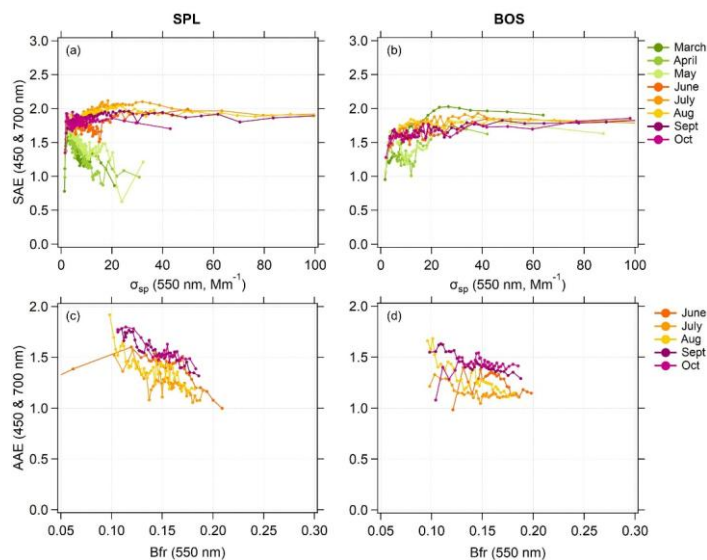 SPL
BOS
SAE (450 & 700 nm)
3.0
2.5
2.0
1.5
1.0
0.5
0.0
(a)
0
20
40
60
80
100
σsp (550 nm, Mm⁻¹)
3.0
2.5
2.0
1.5
1.0
0.5
0.0
(b)
0
20
40
60
80
100
σsp (550 nm, Mm⁻¹)
March
April
May
June
July
Aug
Sept
Oct
AAE (450 & 700 nm)
2.0
1.5
1.0
0.5
0.0
(c)
0.05
0.10
0.15
0.20
0.25
0.30
Bfr (550 nm)
2.0
1.5
1.0
0.5
0.0
(d)
0.05
0.10
0.15
0.20
0.25
0.30
Bfr (550 nm)
June
July
Aug
Sept
Oct